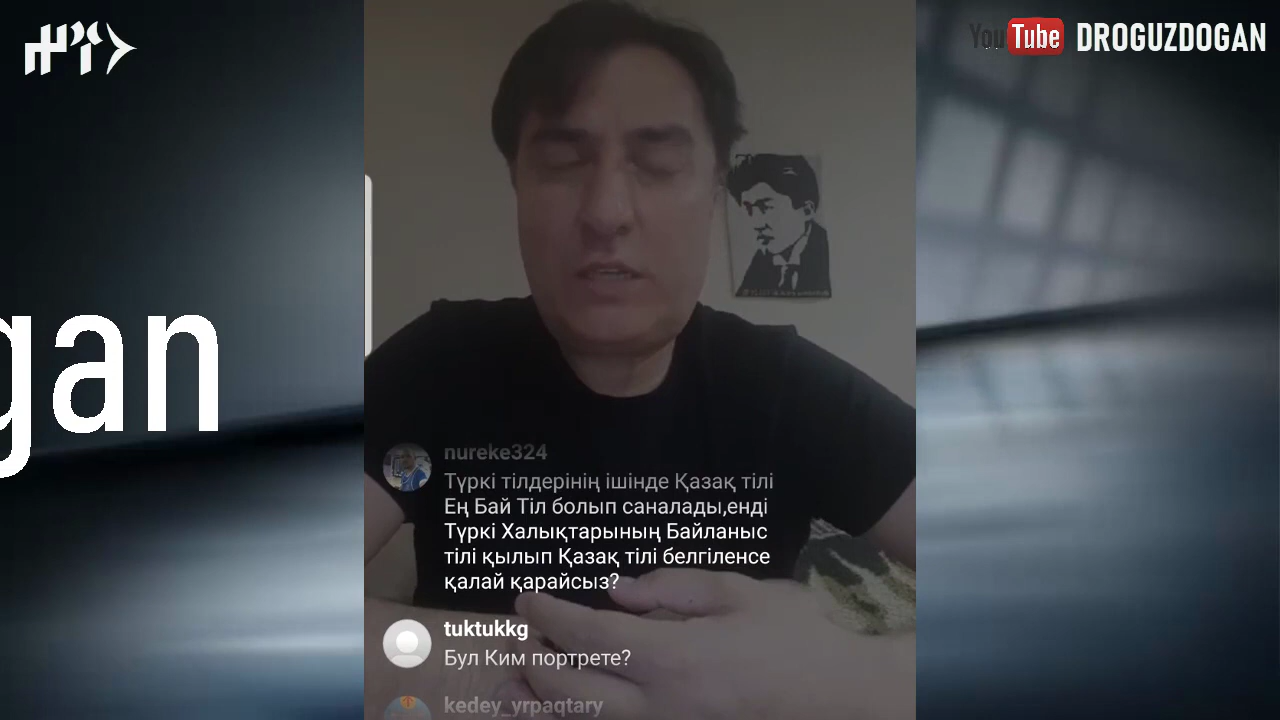 YouTube DROGUZDOGAN
gan
nureke324
Түркі тілдерінің ішінде Қазақ тілі
Ең Бай Тіл болып саналады,енді
Түркі Халықтарының Байланыс
тілі қылып Қазақ тілі белгіленсе
қалай қарайсыз?
tuktukkg
Бул Ким портрете?
kedey_yrpaqtary